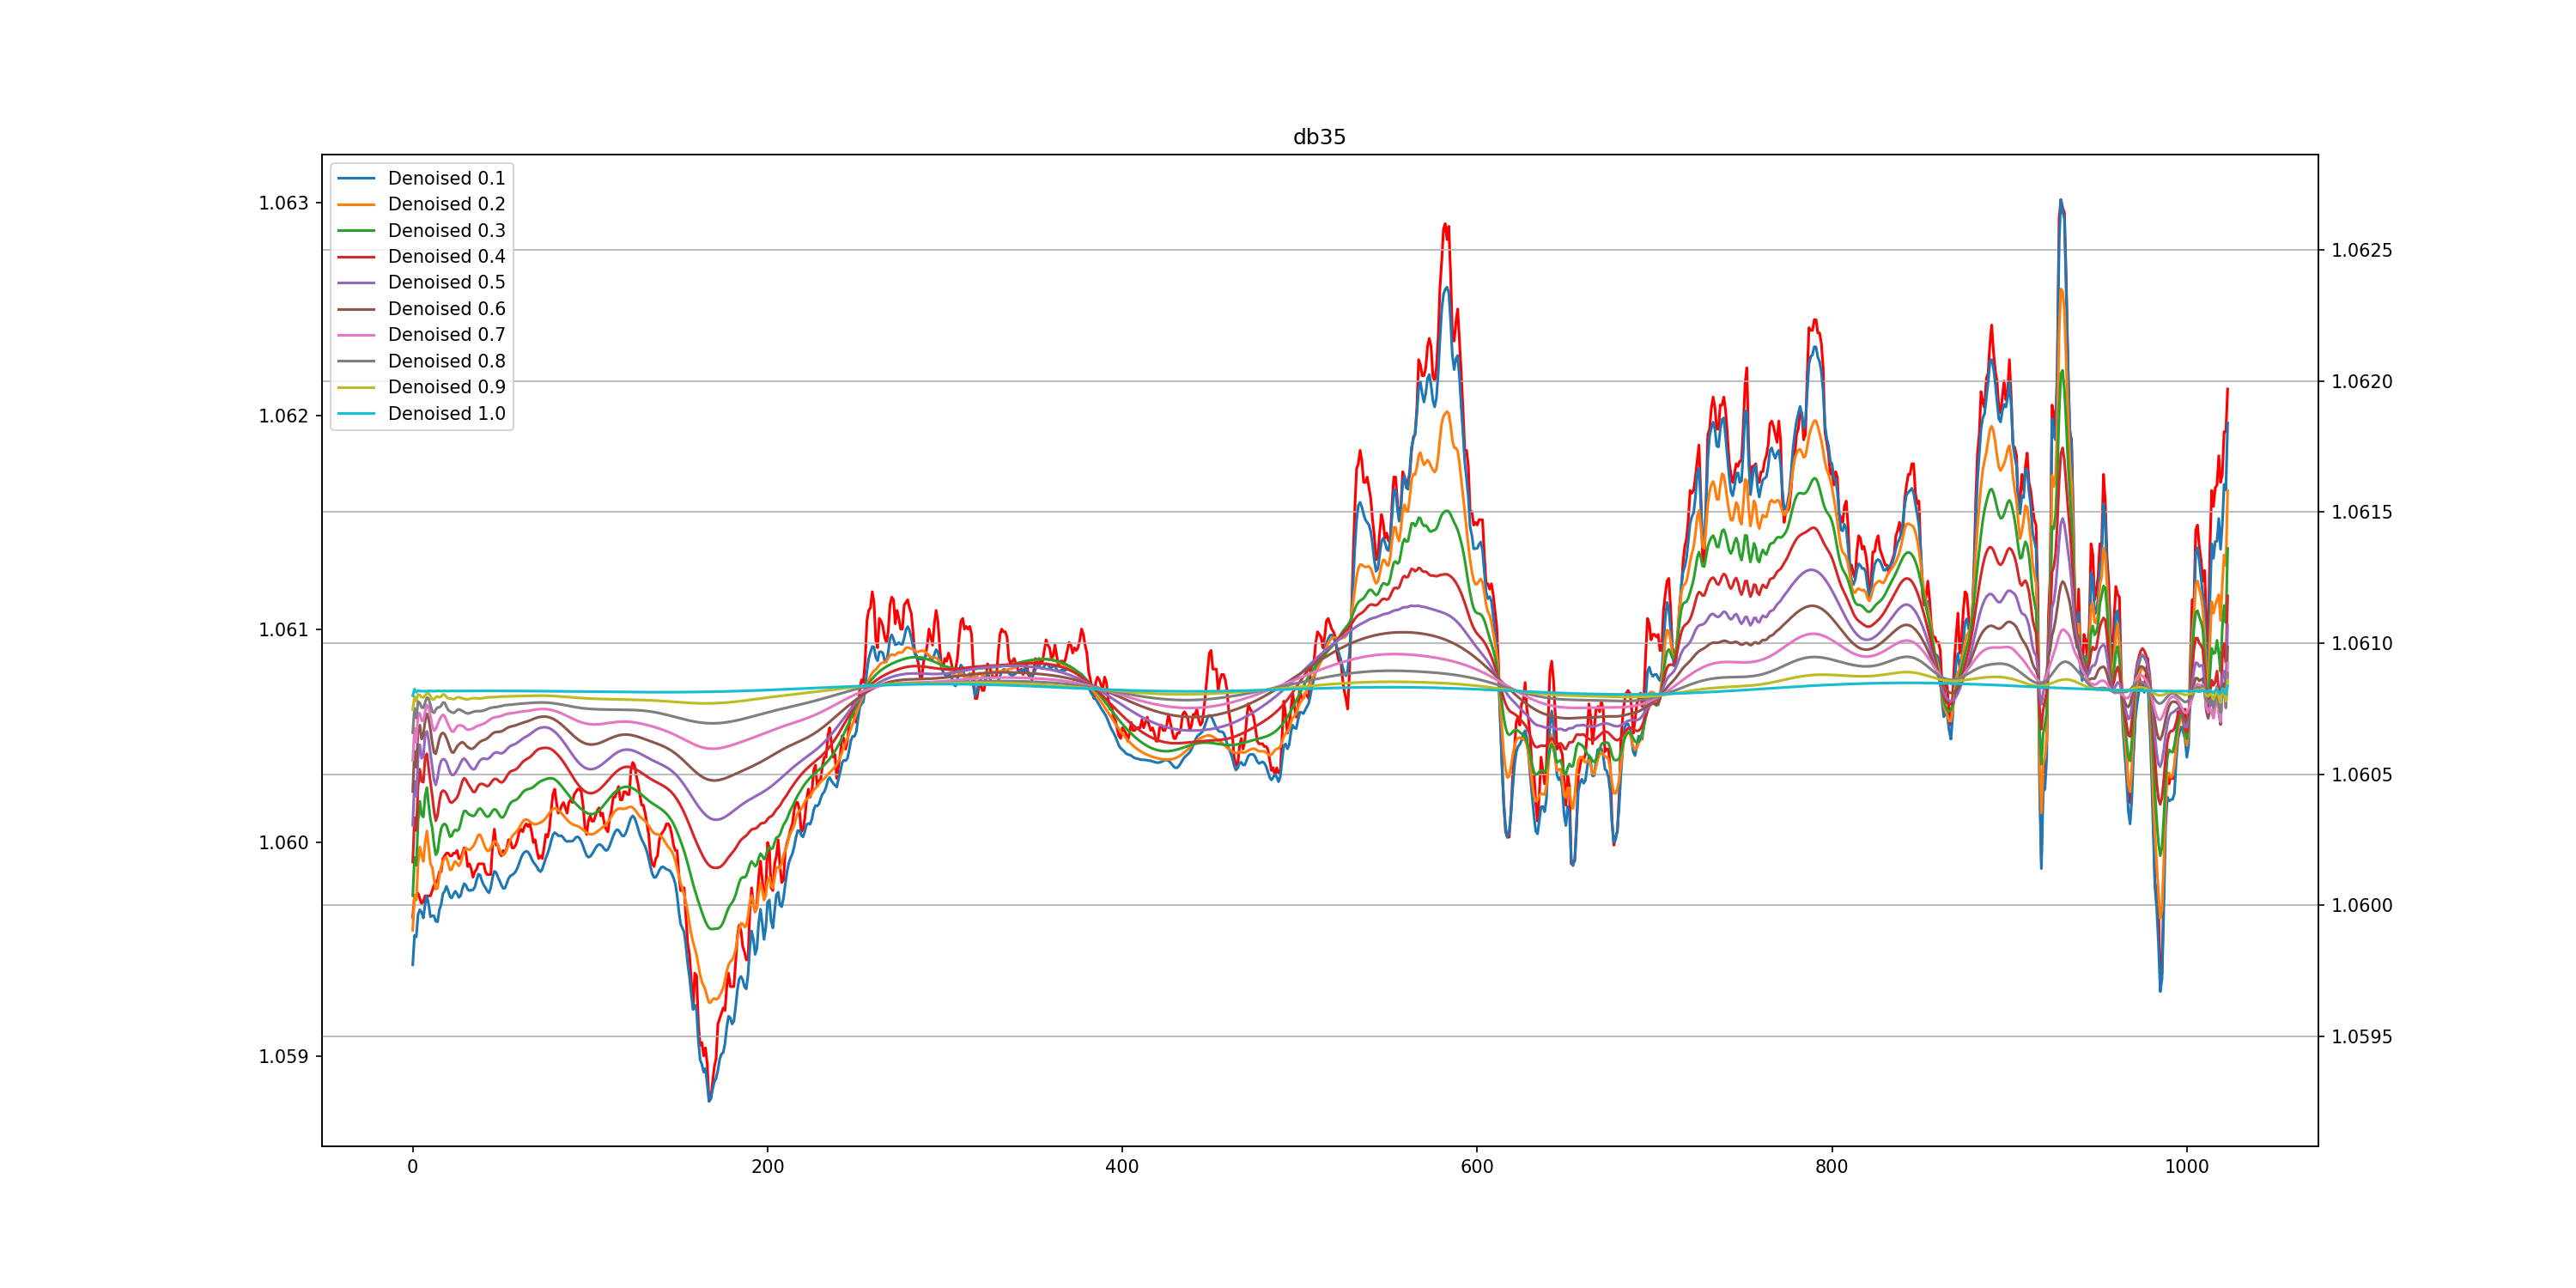 db35
Denoised 0.1
Denoised 0.2
Denoised 0.3
Denoised 0.4
Denoised 0.5
Denoised 0.6
Denoised 0.7
Denoised 0.8
Denoised 0.9
Denoised 1.0
1.063
1.062
1.061
1.060
1.059
1.0625
1.0620
1.0615
1.0610
1.0605
1.0600
1.0595
0 200 400 600 800 1000